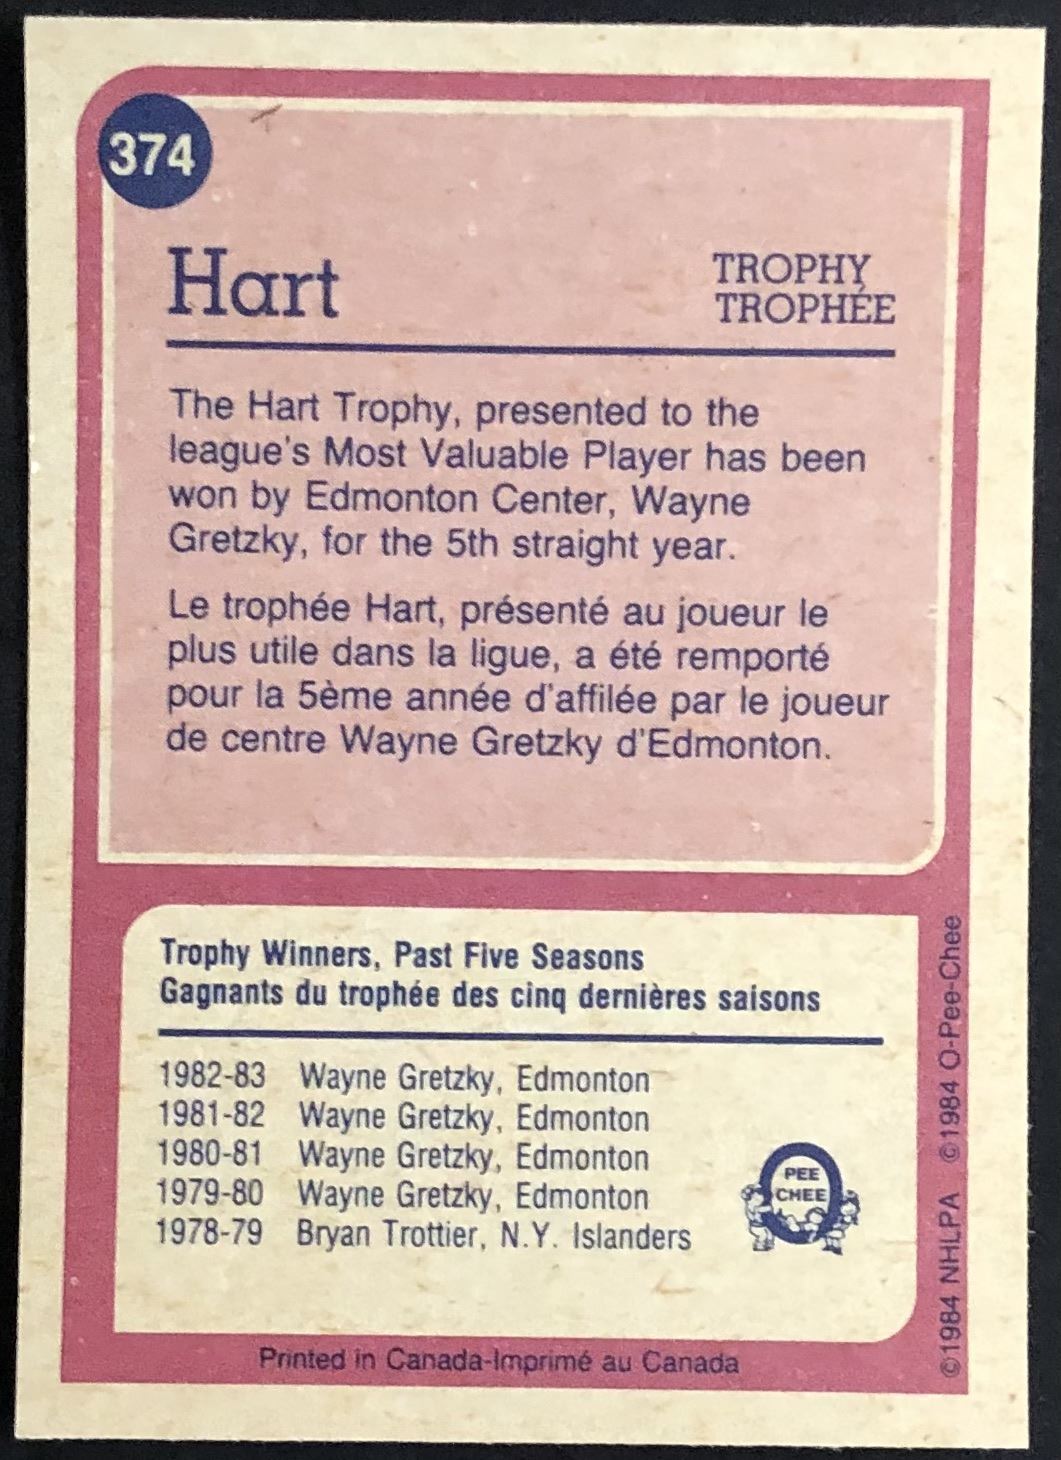 374
Hart
TROPHY
TROPHÉE
The Hart Trophy, presented to the
league's Most Valuable Player has been
won by Edmonton Center, Wayne
Gretzky, for the 5th straight year.
Le trophée Hart, présenté au joueur le
plus utile dans la ligue, a été remporté
pour la 5ème année d'affilée par le joueur
de centre Wayne Gretzky d'Edmonton.
Trophy Winners, Past Five Seasons
Gagnants du trophée des cinq dernières saisons
1982-83 Wayne Gretzky, Edmonton
1981-82 Wayne Gretzky, Edmonton
1980-81 Wayne Gretzky, Edmonton
1979-80 Wayne Gretzky, Edmonton
1978-79 Bryan Trottier, N.Y. Islanders
PEE
CHEE
Printed in Canada-Imprimé au Canada
©1984 NHLPA ©1984 O-Pee-Chee